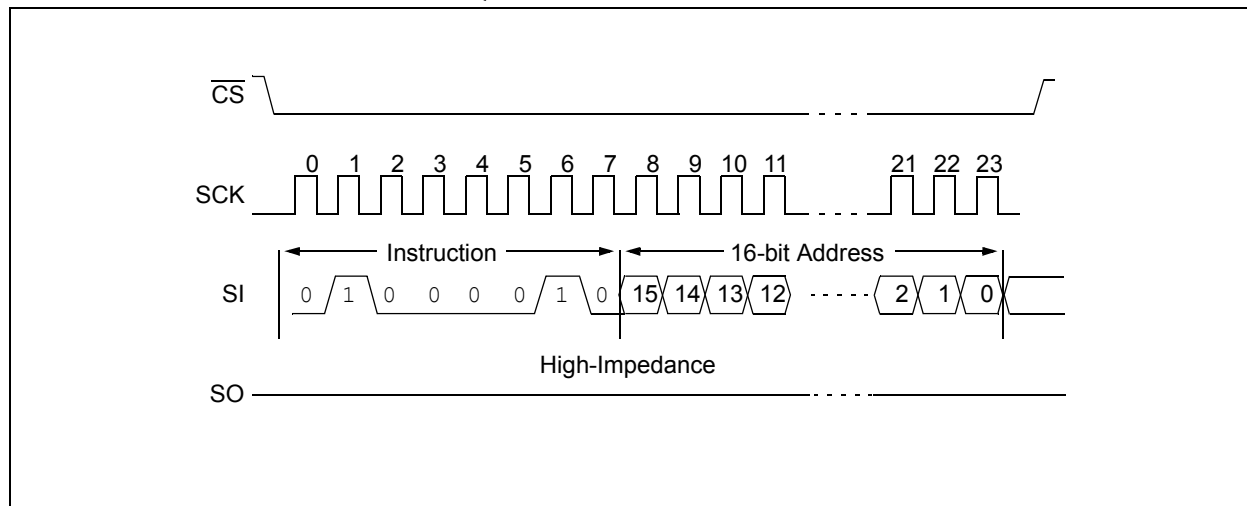 CS
0 1 2 3 4 5 6 7 8 9 10 11 21 22 23
SCK
Instruction 16-bit Address
SI 0 1 0 0 0 0 1 0 15 14 13 12 2 1 0
High-Impedance
SO